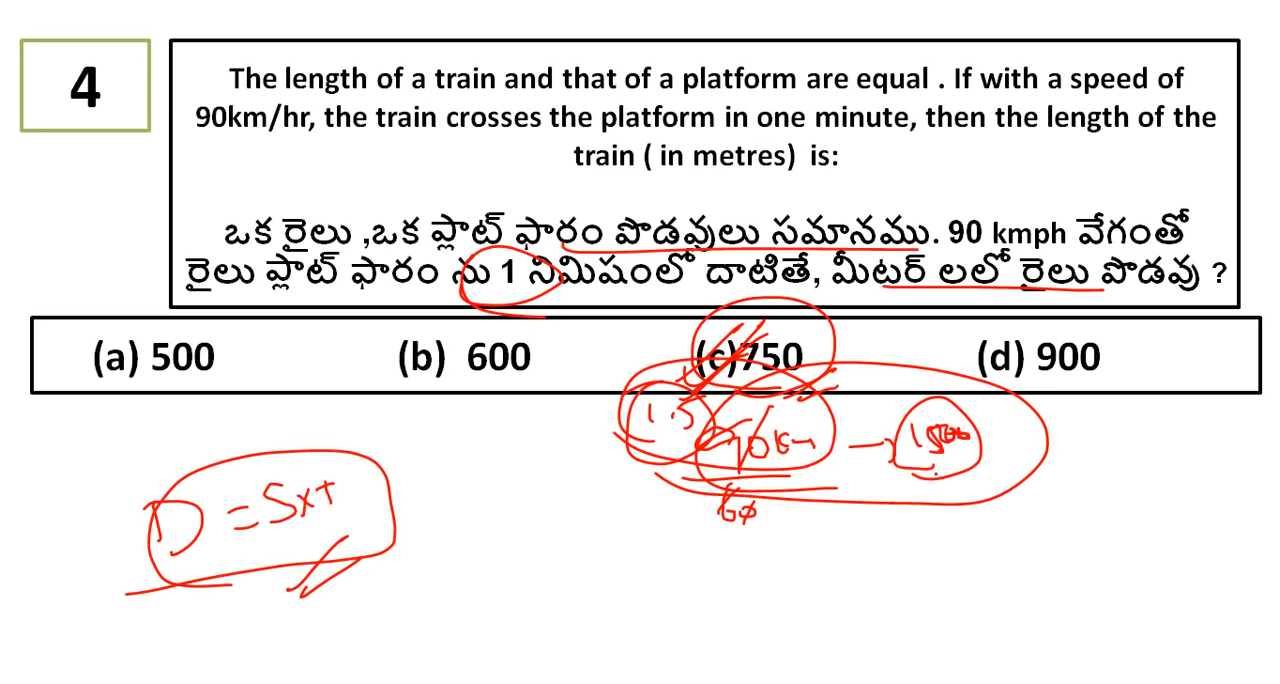 4
The length of a train and that of a platform are equal . If with a speed of
90km/hr, the train crosses the platform in one minute, then the length of the
train ( in metres) is:
ఒక రైలు ,ఒక ప్లాట్ ఫారం పొడవులు సమానము. 90 kmph వేగంతో
రైలు ప్లాట్ ఫారం ను 1 నిమిషంలో దాటితే, మీటర్ లలో రైలు పొడవు ?
(a) 500 (b) 600 (c)750 (d) 900
1.5 90km → 1500
60
D = S x t